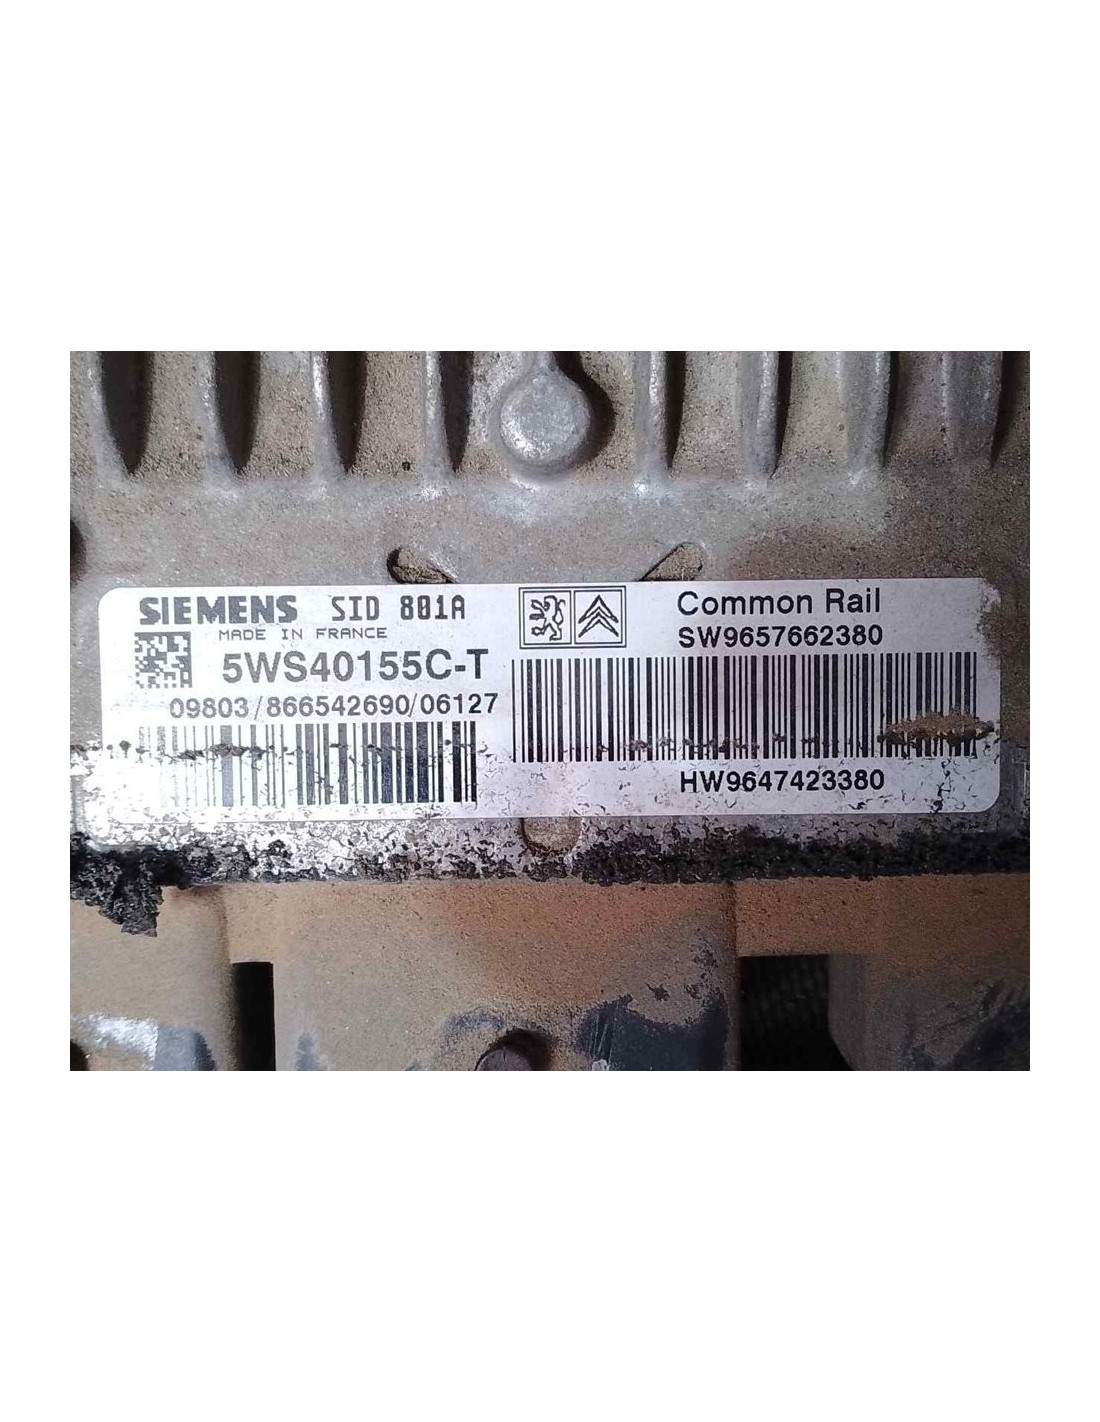 SIEMENS SID 801A
MADE IN FRANCE
5WS40155C-T
09803/866542690/06127
Common Rail
SW9657662380
HW9647423380